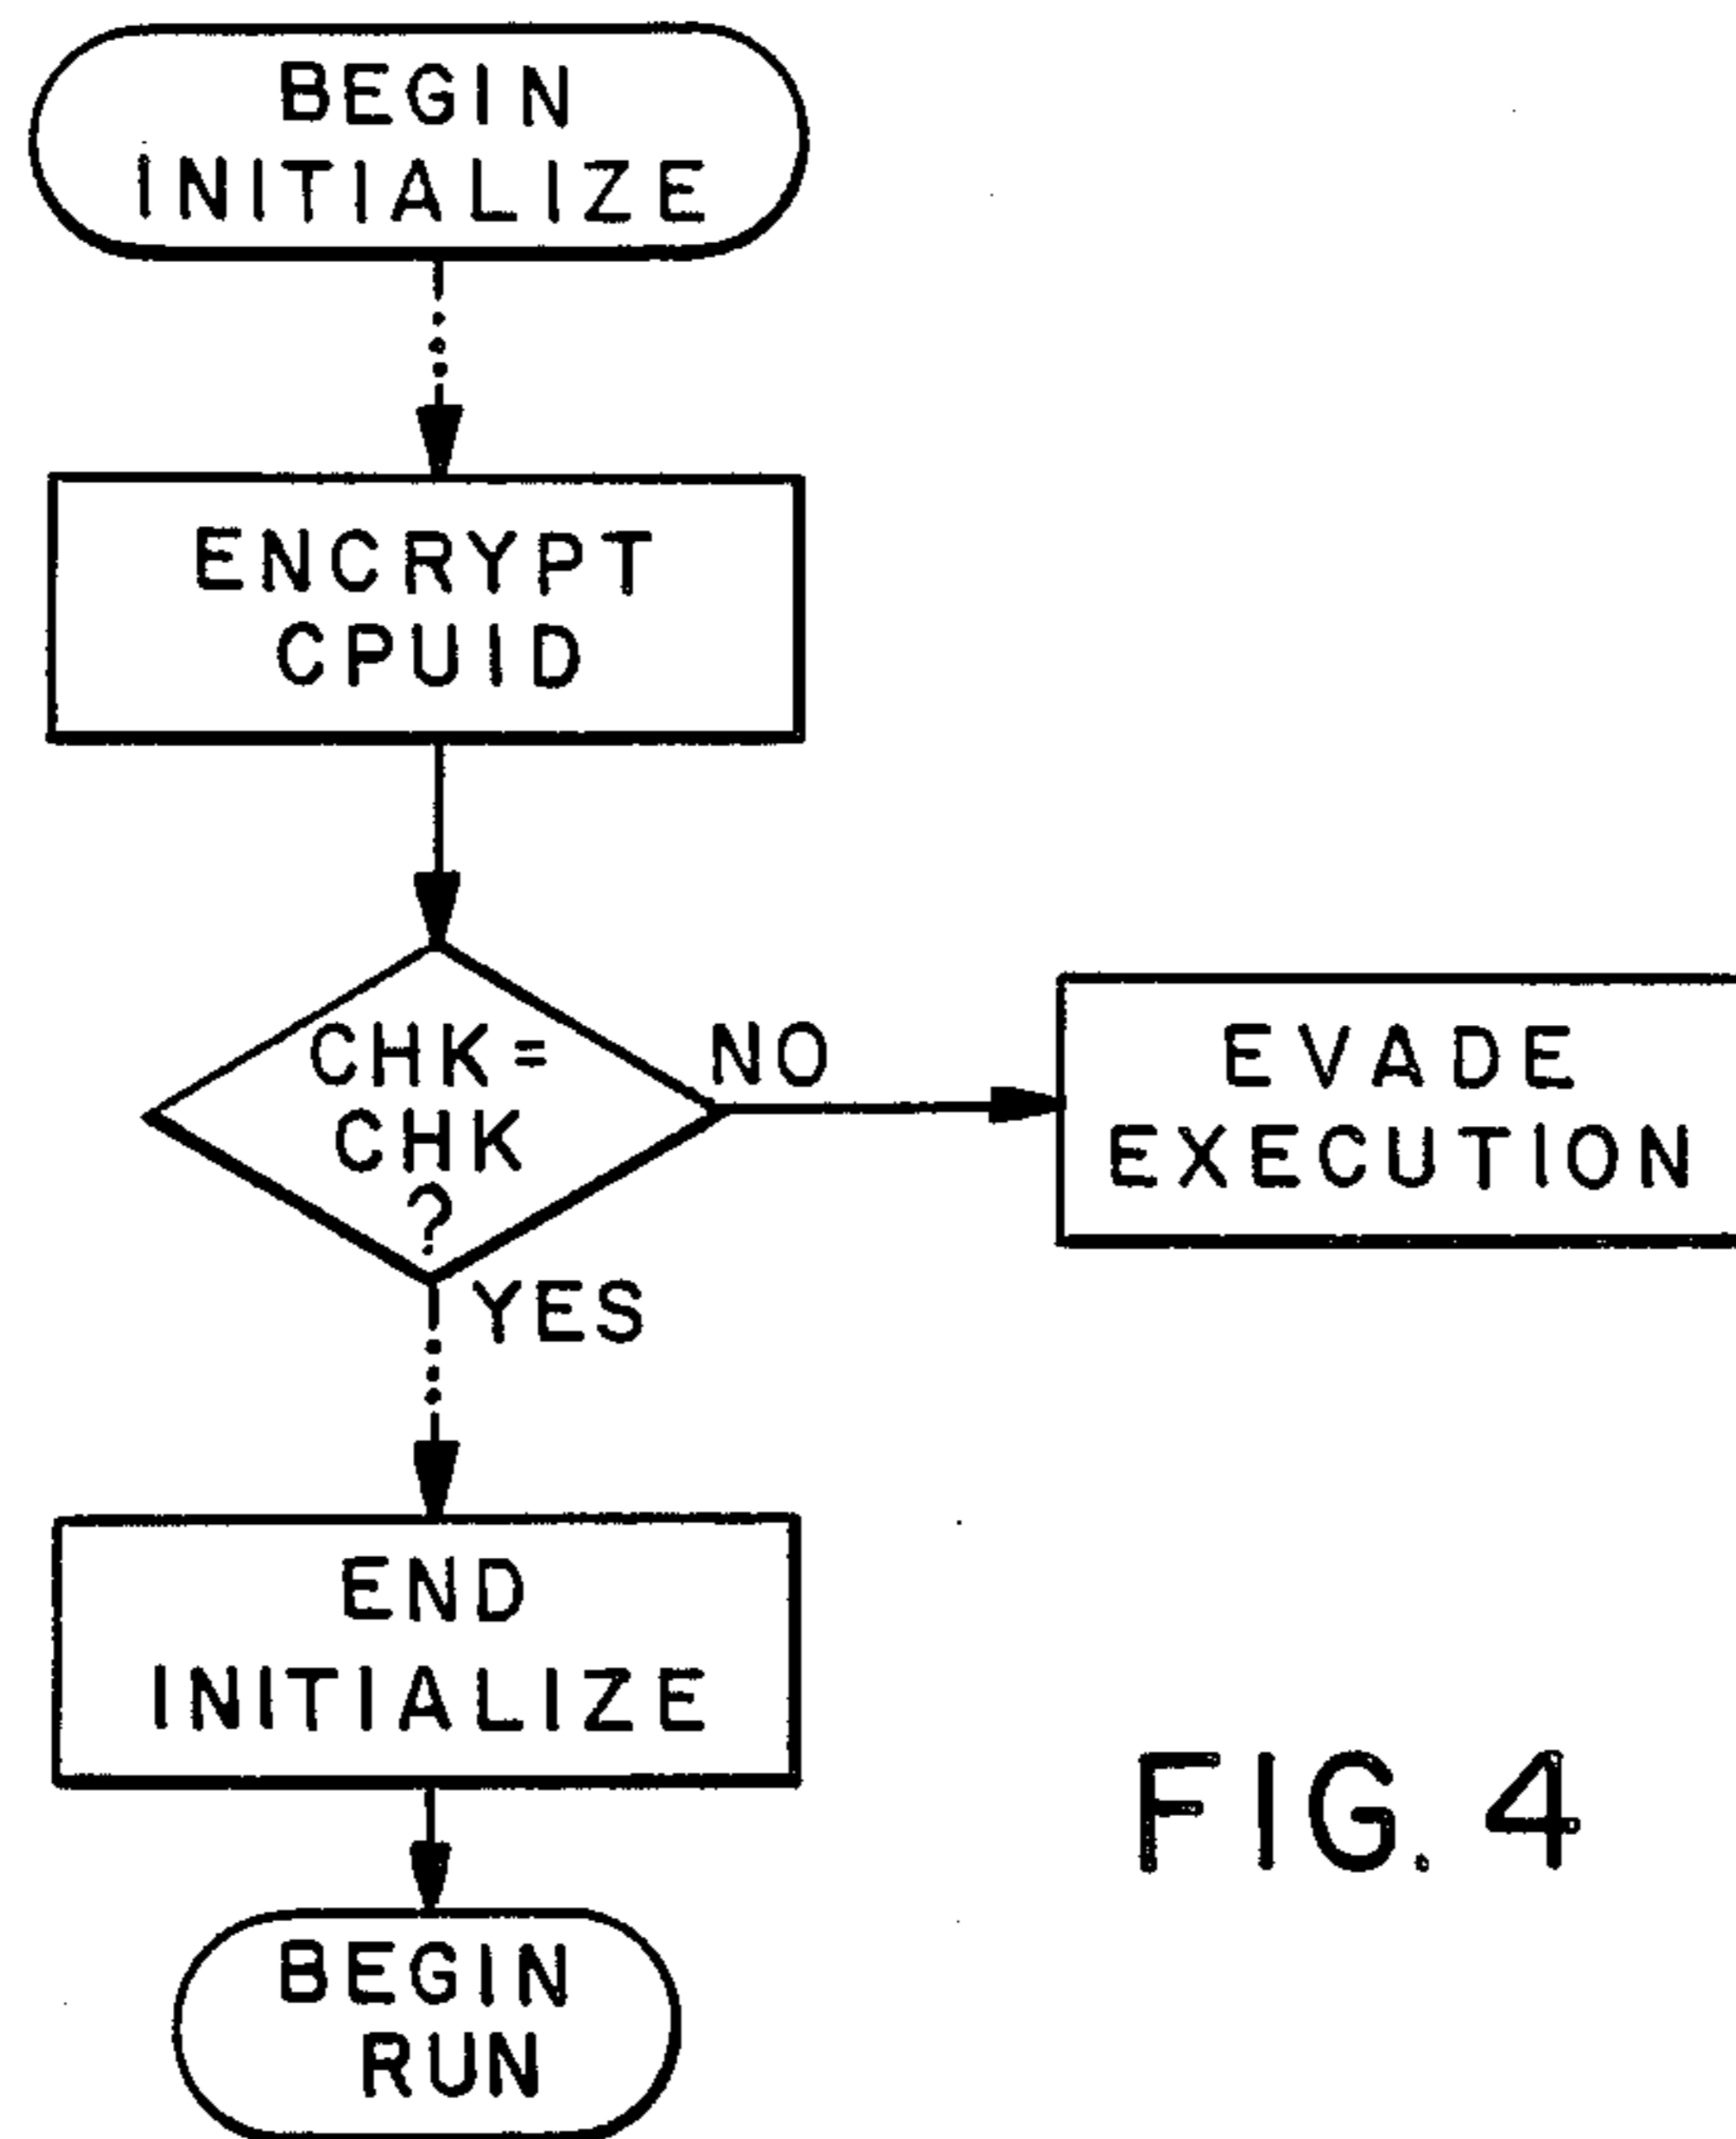 BEGIN
INITIALIZE
ENCRYPT
CPUID
CHK=
CHK
?
NO
EVADE
EXECUTION
YES
END
INITIALIZE
BEGIN
RUN
FIG. 4